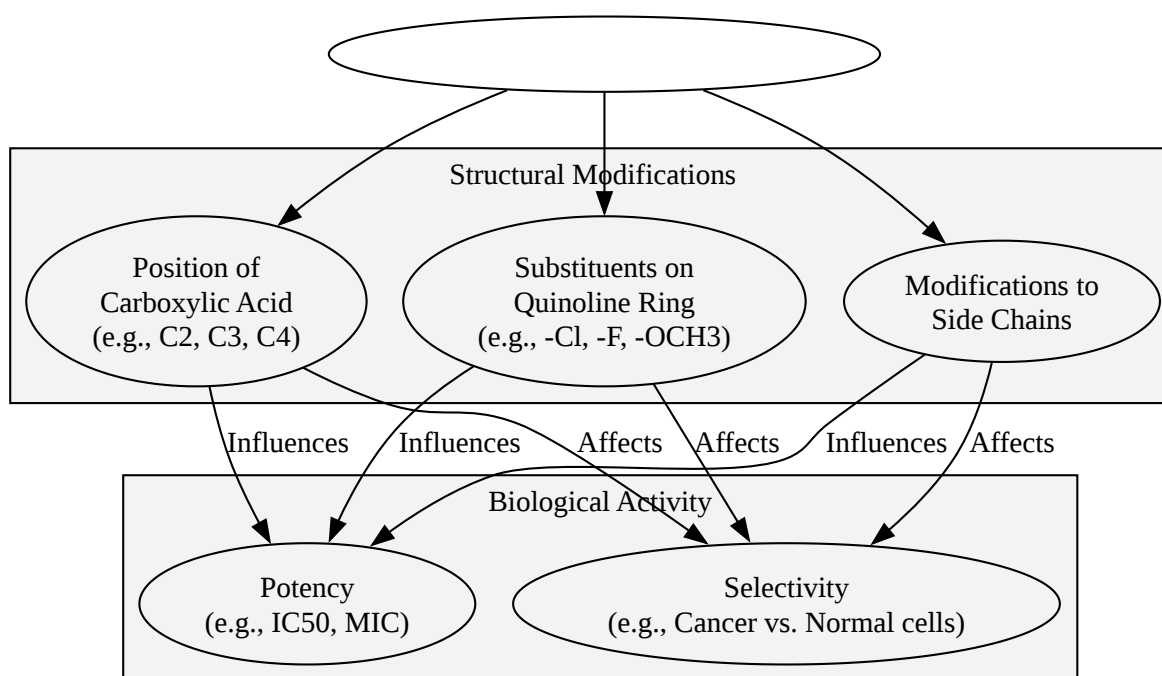 Structural Modifications
Position of
Carboxylic Acid
(e.g., C2, C3, C4)
Substituents on
Quinoline Ring
(e.g., -Cl, -F, -OCH3)
Modifications to
Side Chains
Influences
Influences
Affects
Affects
Influences
Affects
Biological Activity
Potency
(e.g., IC50, MIC)
Selectivity
(e.g., Cancer vs. Normal cells)